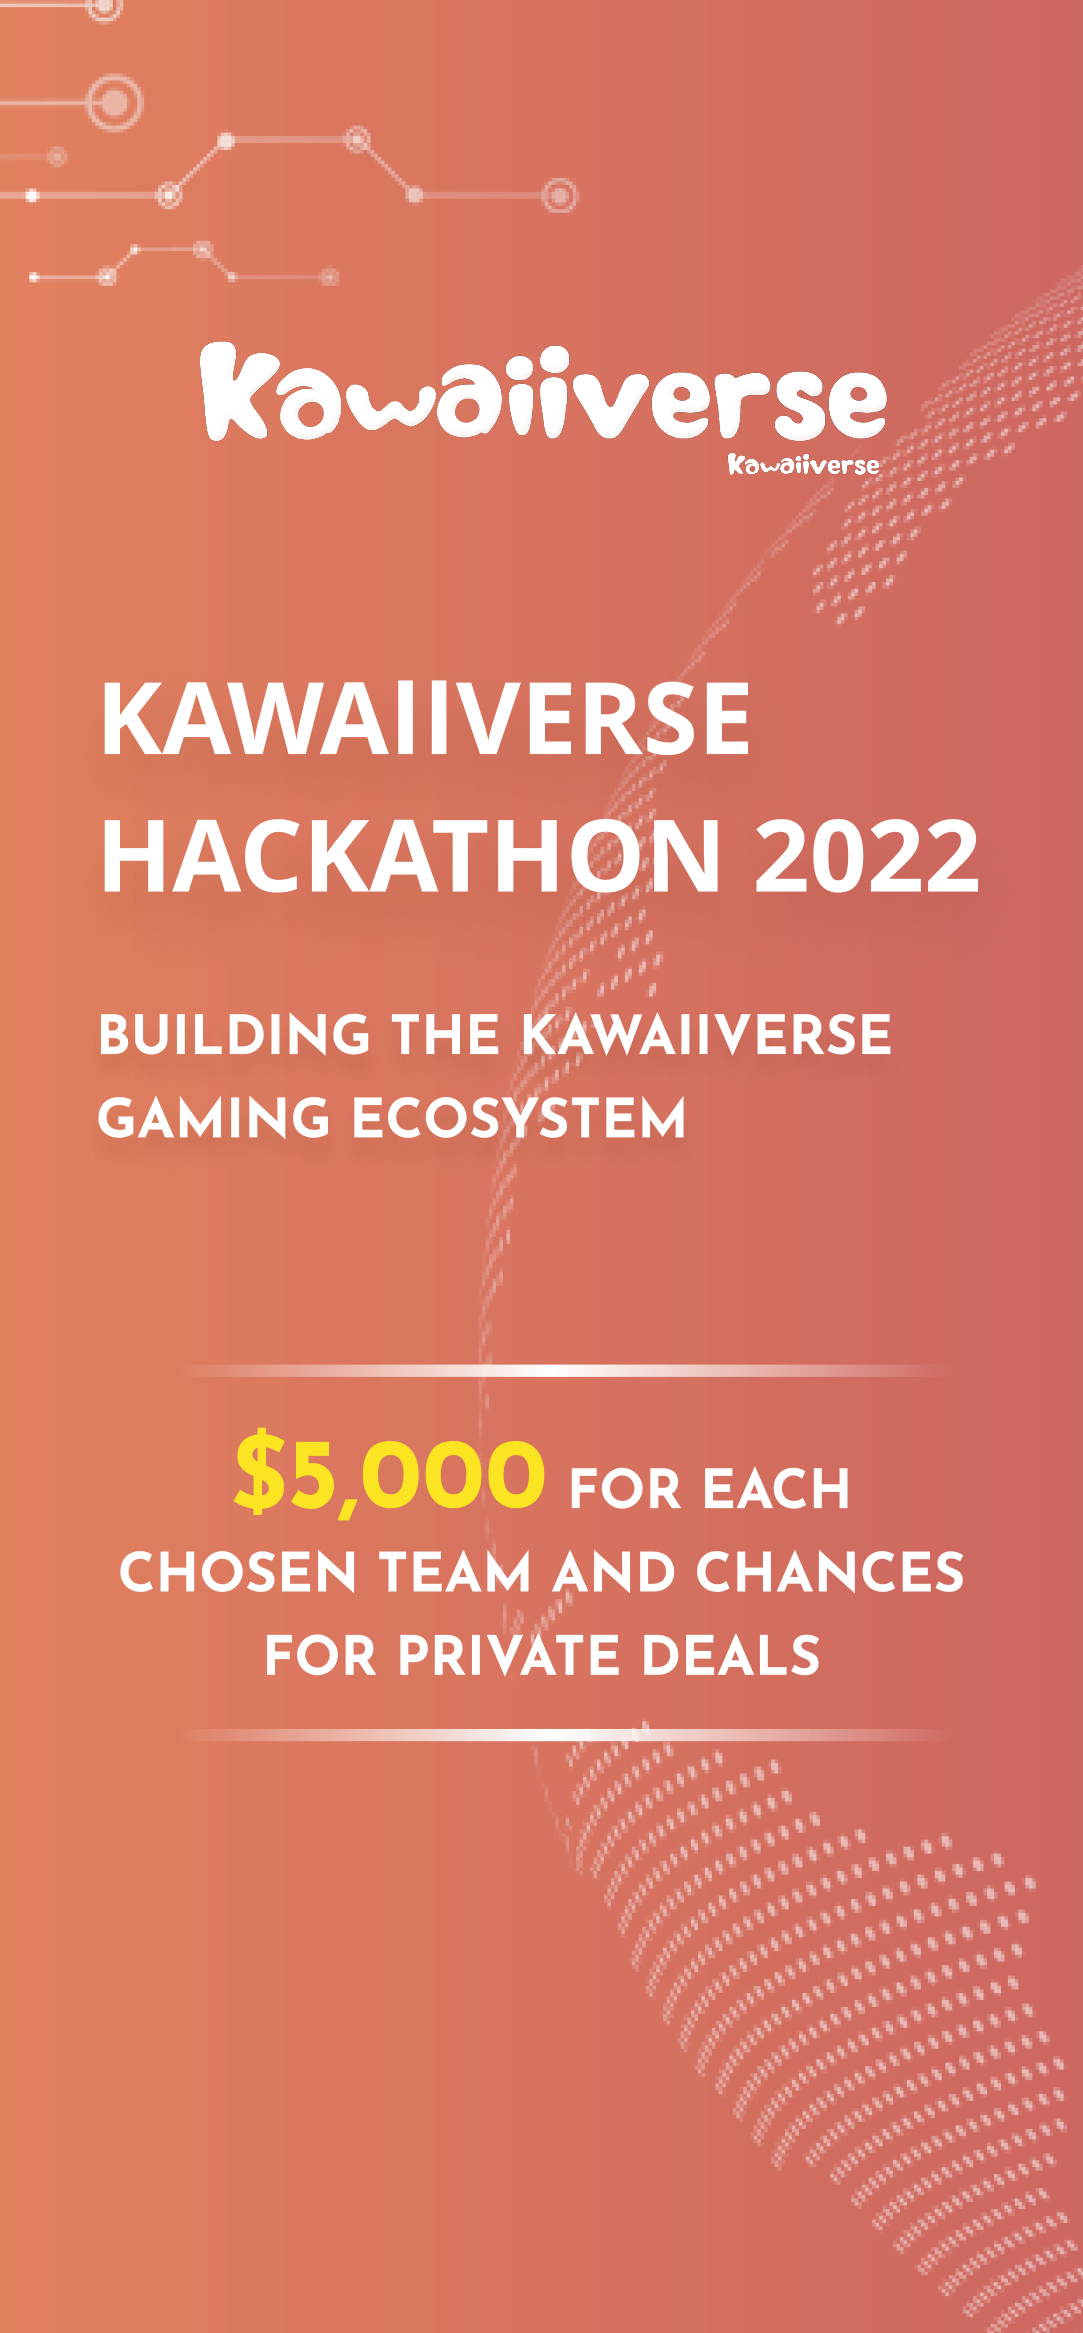 Kawaiiverse
Kawaiiverse
KAWAIIVERSE
HACKATHON 2022
BUILDING THE KAWAIIVERSE
GAMING ECOSYSTEM
$5,000 FOR EACH
CHOSEN TEAM AND CHANCES
FOR PRIVATE DEALS